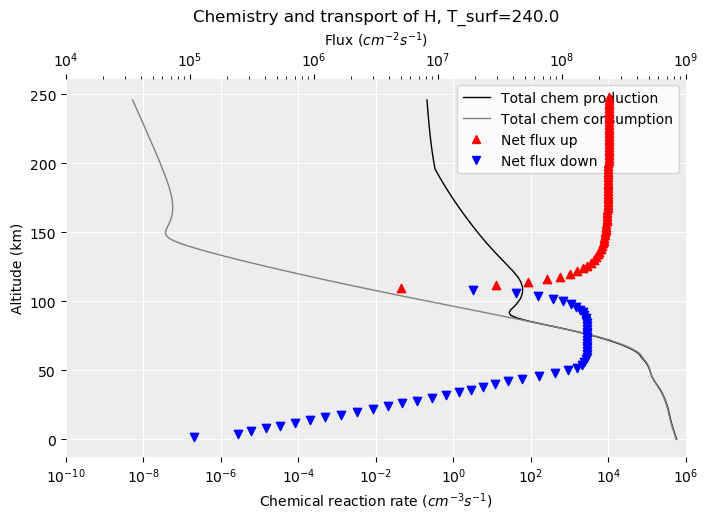 Chemistry and transport of H, T_surf=240.0
Flux (cm⁻²s⁻¹)
10⁴ 10⁵ 10⁶ 10⁷ 10⁸ 10⁹
Total chem production
Total chem consumption
Net flux up
Net flux down
250
200
150
100
50
0
Altitude (km)
10⁻¹⁰ 10⁻⁸ 10⁻⁶ 10⁻⁴ 10⁻² 10⁰ 10² 10⁴ 10⁶
Chemical reaction rate (cm⁻³s⁻¹)